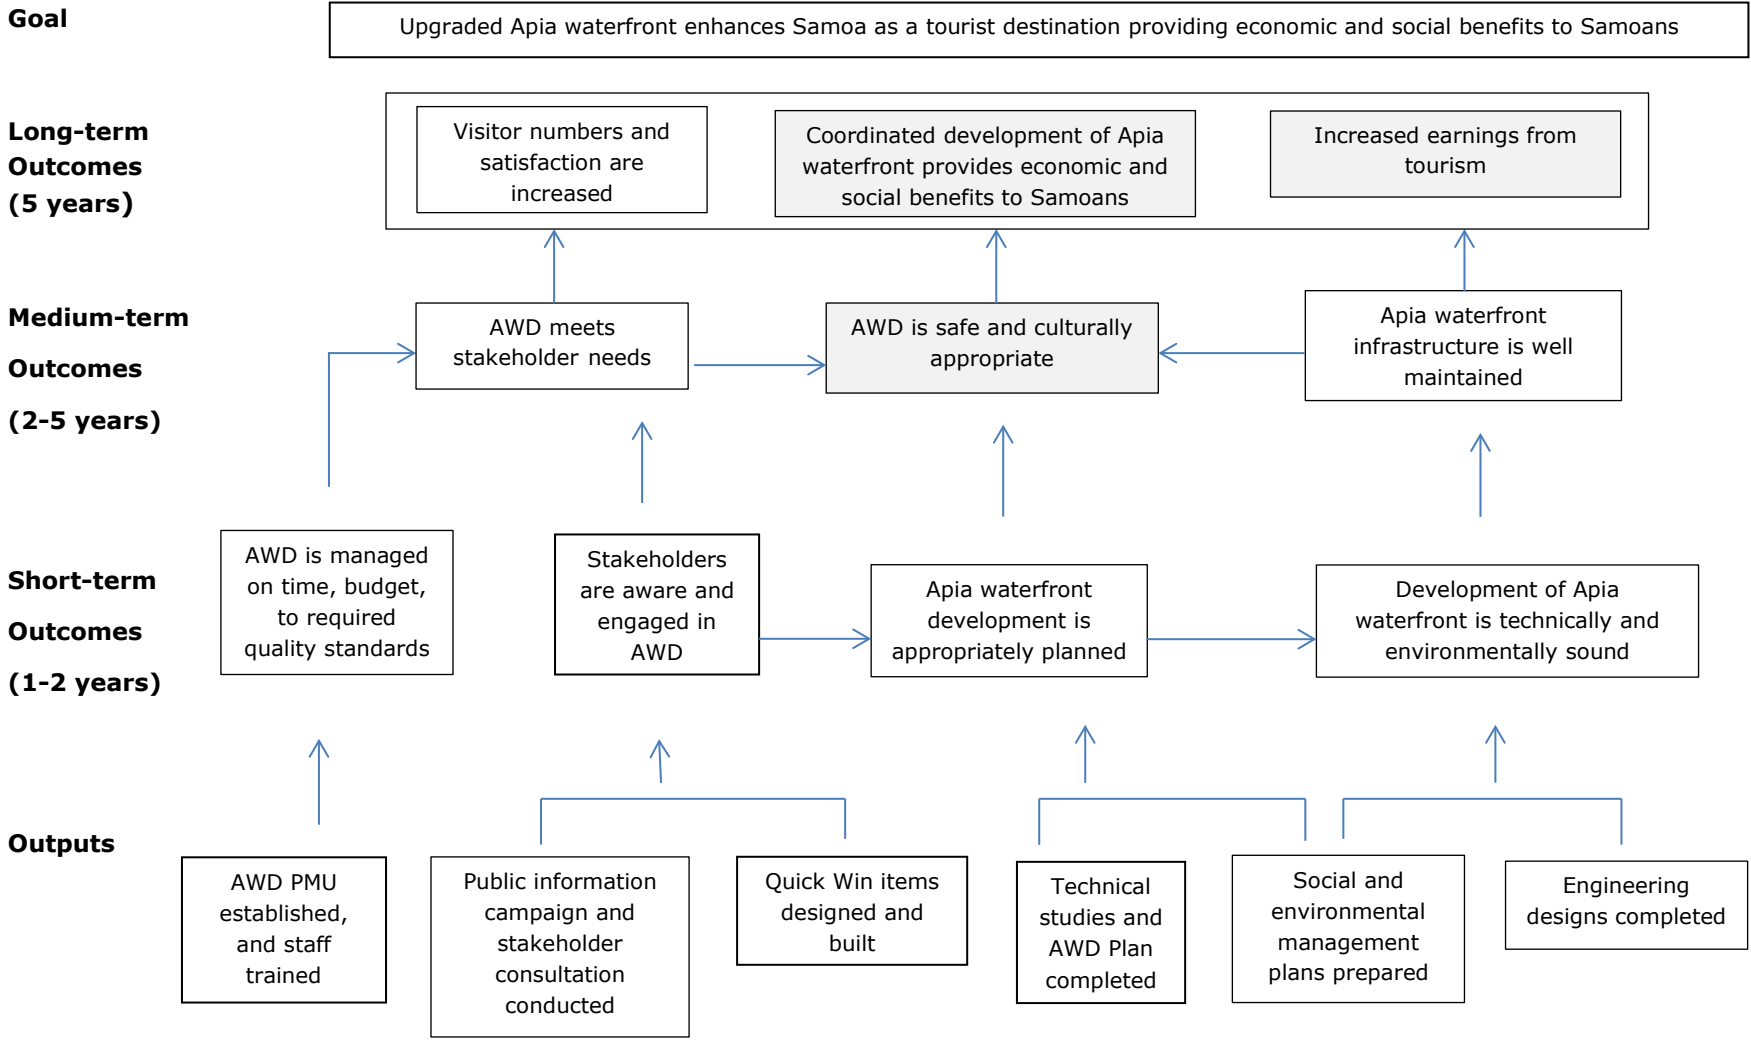 Goal
Upgraded Apia waterfront enhances Samoa as a tourist destination providing economic and social benefits to Samoans
Long-term
Outcomes
(5 years)
Visitor numbers and
satisfaction are
increased
Coordinated development of Apia
waterfront provides economic and
social benefits to Samoans
Increased earnings from
tourism
Medium-term
Outcomes
(2-5 years)
AWD meets
stakeholder needs
AWD is safe and culturally
appropriate
Apia waterfront
infrastructure is well
maintained
Short-term
Outcomes
(1-2 years)
AWD is managed
on time, budget,
to required
quality standards
Stakeholders
are aware and
engaged in
AWD
Apia waterfront
development is
appropriately planned
Development of Apia
waterfront is technically and
environmentally sound
Outputs
AWD PMU
established,
and staff
trained
Public information
campaign and
stakeholder
consultation
conducted
Quick Win items
designed and
built
Technical
studies and
AWD Plan
completed
Social and
environmental
management
plans prepared
Engineering
designs completed